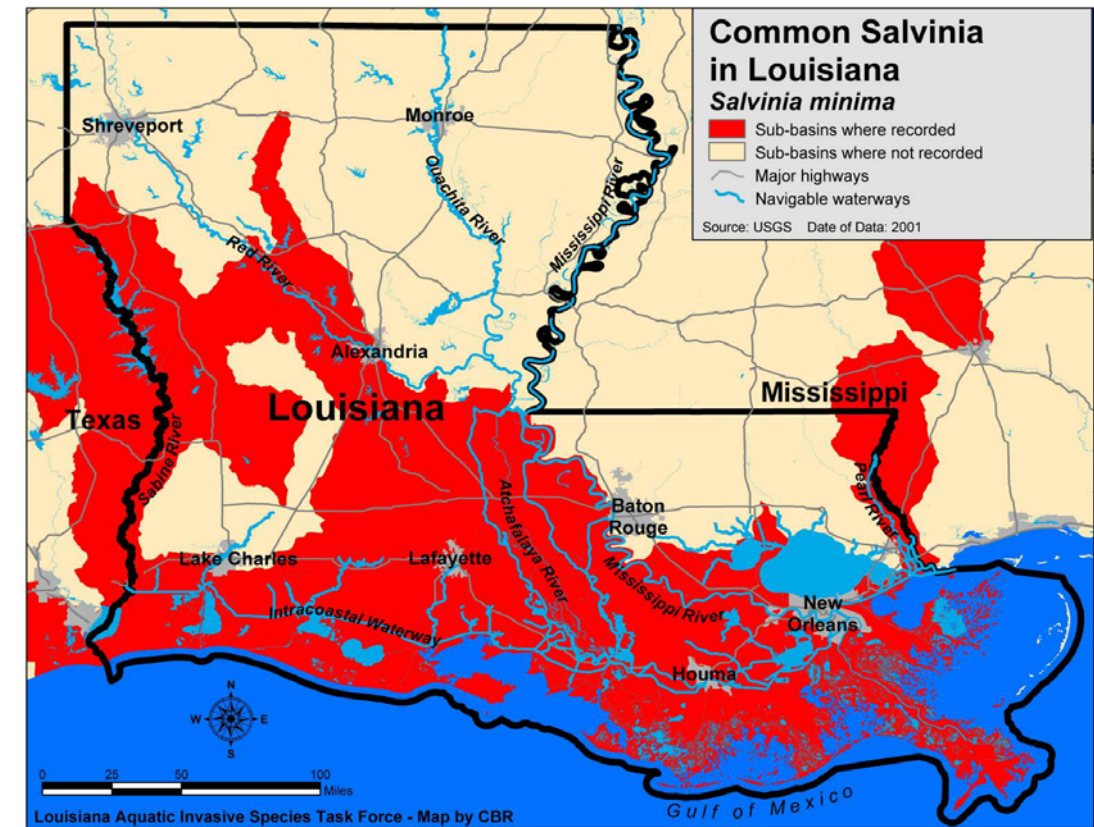 Common Salvinia
in Louisiana
Salvinia minima
Sub-basins where recorded
Sub-basins where not recorded
Major highways
Navigable waterways
Source: USGS Date of Data: 2001
Shreveport
Monroe
Ouachita River
Mississippi River
Red River
Alexandria
Texas
Louisiana
Mississippi
Sabine River
Atchafalaya River
Pearl River
Baton
Rouge
Lake Charles
Lafayette
Mississippi River
Intracoastal Waterway
New
Orleans
Houma
N
W
E
S
0 25 50 100
Miles
Gulf of Mexico
Louisiana Aquatic Invasive Species Task Force - Map by CBR